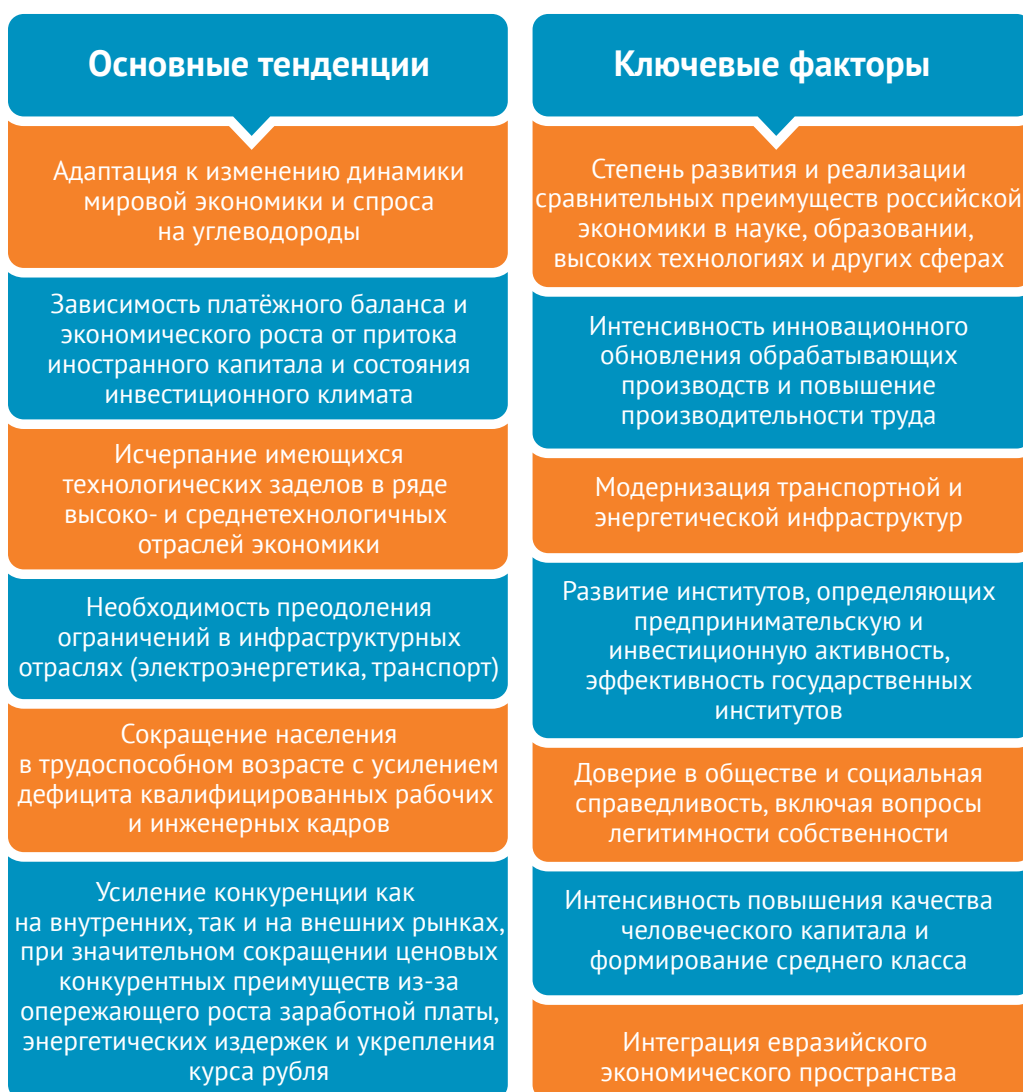 Основные тенденции
Адаптация к изменению динамики
мировой экономики и спроса
на углеводороды
Зависимость платёжного баланса и
экономического роста от притока
иностранного капитала и состояния
инвестиционного климата
Исчерпание имеющихся
технологических заделов в ряде
высоко- и среднетехнологичных
отраслей экономики
Необходимость преодоления
ограничений в инфраструктурных
отраслях (электроэнергетика, транспорт)
Сокращение населения
в трудоспособном возрасте с усилением
дефицита квалифицированных рабочих
и инженерных кадров
Усиление конкуренции как
на внутренних, так и на внешних рынках,
при значительном сокращении ценовых
конкурентных преимуществ из-за
опережающего роста заработной платы,
энергетических издержек и укрепления
курса рубля
Ключевые факторы
Степень развития и реализации
сравнительных преимуществ российской
экономики в науке, образовании,
высоких технологиях и других сферах
Интенсивность инновационного
обновления обрабатывающих
производств и повышение
производительности труда
Модернизация транспортной и
энергетической инфраструктур
Развитие институтов, определяющих
предпринимательскую и
инвестиционную активность,
эффективность государственных
институтов
Доверие в обществе и социальная
справедливость, включая вопросы
легитимности собственности
Интенсивность повышения качества
человеческого капитала и
формирование среднего класса
Интеграция евразийского
экономического пространства